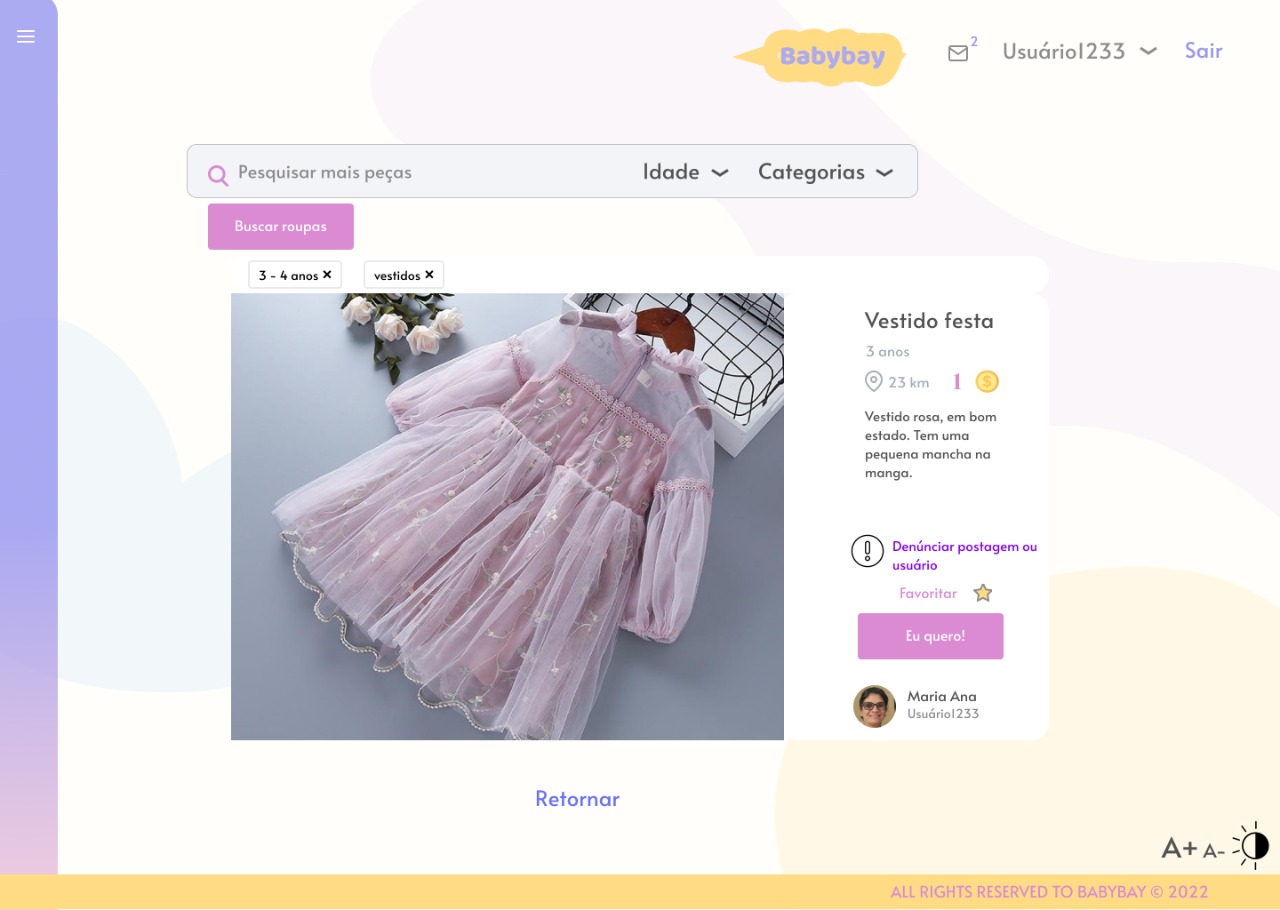 Babybay
2
Usuário1233
Sair
Pesquisar mais peças
Idade
Categorias
Buscar roupas
3 - 4 anos ×
vestidos ×
Vestido festa
3 anos
23 km
1
$
Vestido rosa, em bom
estado. Tem uma
pequena mancha na
manga.
Denúnciar postagem ou
usuário
Favoritar
Eu quero!
Maria Ana
Usuário1233
Retornar
A+ A-
ALL RIGHTS RESERVED TO BABYBAY © 2022